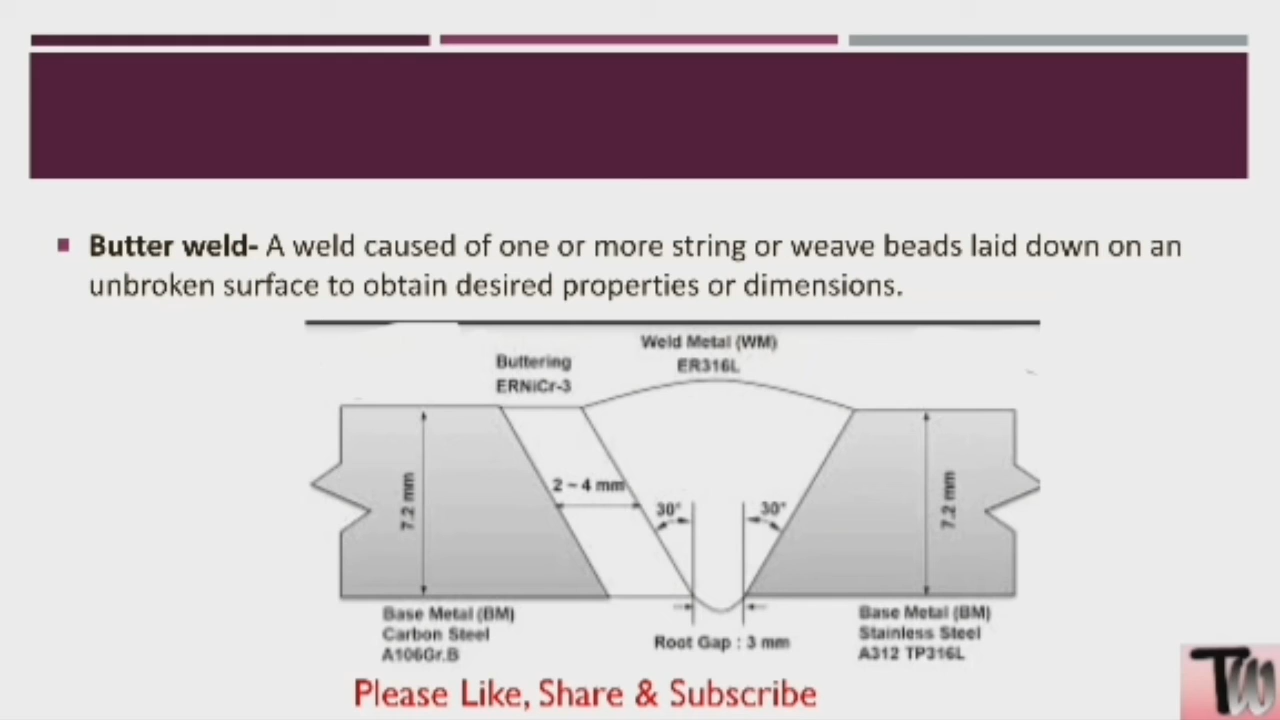 Butter weld- A weld caused of one or more string or weave beads laid down on an
unbroken surface to obtain desired properties or dimensions.
Weld Metal (WM)
ER316L
Buttering
ERNiCr-3
2 ~ 4 mm
30°
30°
7.2 mm
7.2 mm
Base Metal (BM)
Carbon Steel
A106Gr.B
Root Gap : 3 mm
Base Metal (BM)
Stainless Steel
A312 TP316L
Please Like, Share & Subscribe
TW